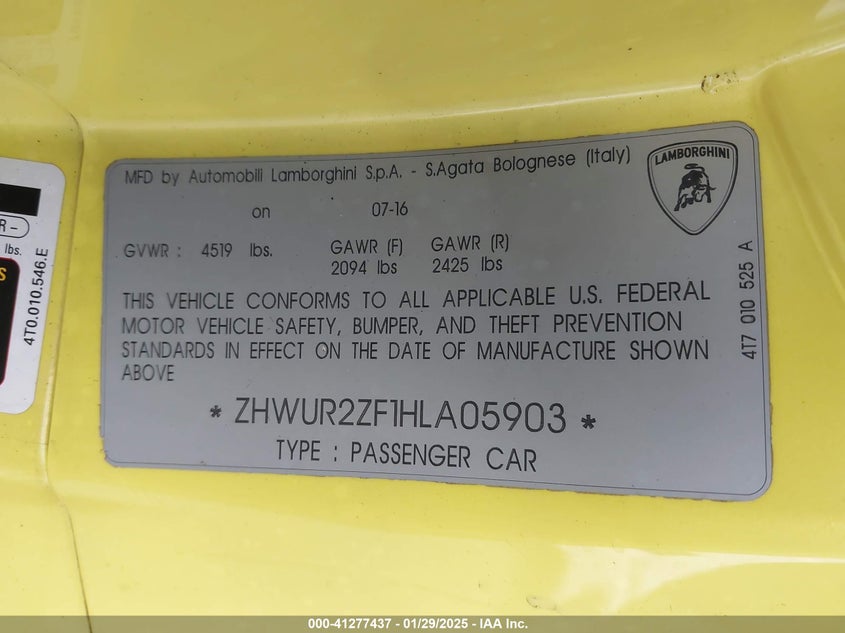 MFD by Automobili Lamborghini S.p.A. - S.Agata Bolognese (Italy)
on 07-16
GVWR : 4519 lbs. GAWR (F) GAWR (R)
2094 lbs 2425 lbs
THIS VEHICLE CONFORMS TO ALL APPLICABLE U.S. FEDERAL
MOTOR VEHICLE SAFETY, BUMPER, AND THEFT PREVENTION
STANDARDS IN EFFECT ON THE DATE OF MANUFACTURE SHOWN
ABOVE
* ZHWUR2ZF1HLA05903 *
TYPE : PASSENGER CAR
LAMBORGHINI
4T7 010 525 A
R -
lbs.
S
4T0.010.546.E
000-41277437 - 01/29/2025 - IAA Inc.